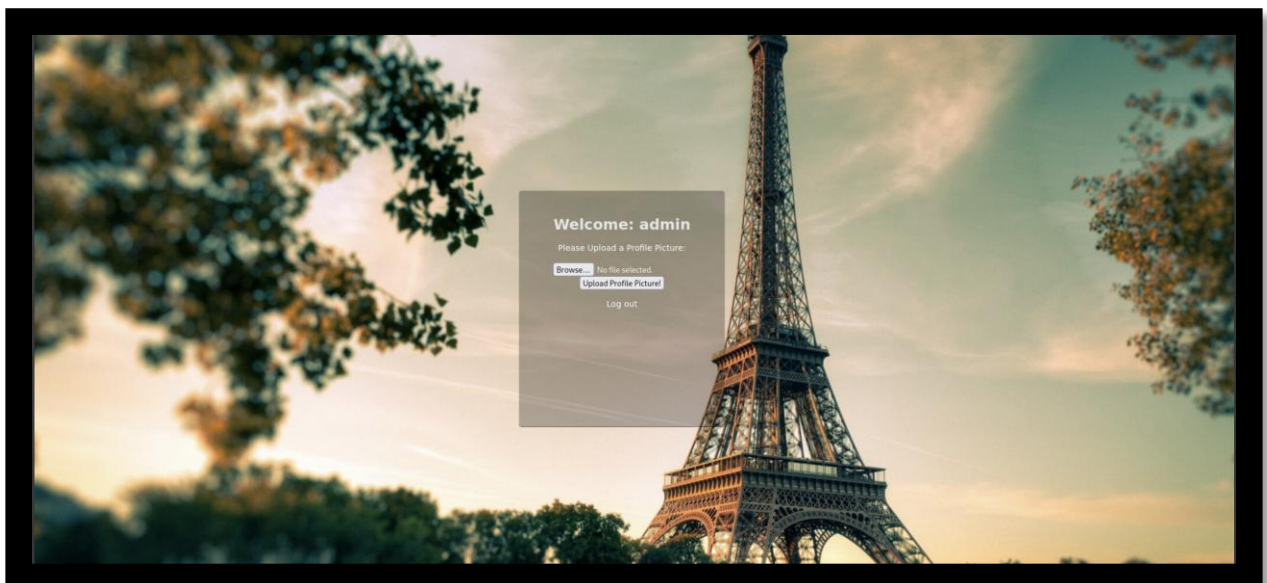 Welcome: admin
Please Upload a Profile Picture:
Browse... No file selected.
Upload Profile Picture!
Log out